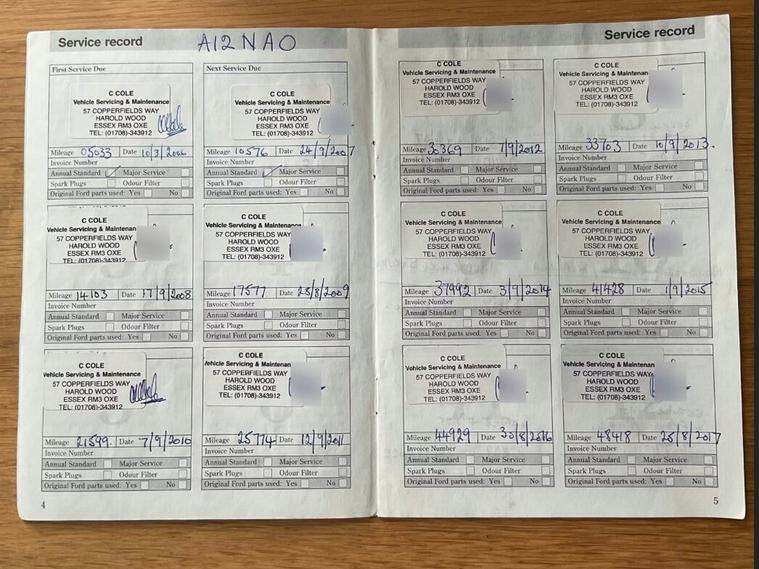 Service record A12 NAO
First Service Due
C COLE
Vehicle Servicing & Maintenance
57 COPPERFIELDS WAY
HAROLD WOOD
ESSEX RM3 OXE
TEL: (01708)-343912
Mileage 05033 Date 10/3/
Invoice Number
Annual Standard Major Service
Spark Plugs Odour Filter
Original Ford parts used: Yes No
Next Service Due
C COLE
Vehicle Servicing & Maintenance
57 COPPERFIELDS WAY
HAROLD WOOD
ESSEX RM3 OXE
TEL: (01708)-343912
Mileage 10576 Date 24/9/2007
Invoice Number
Annual Standard Major Service
Spark Plugs Odour Filter
Original Ford parts used: Yes No
C COLE
Vehicle Servicing & Maintenance
57 COPPERFIELDS WAY
HAROLD WOOD
ESSEX RM3 OXE
TEL: (01708)-343912
Mileage 14103 Date 17/9/2008
Invoice Number
Annual Standard Major Service
Spark Plugs Odour Filter
Original Ford parts used: Yes No
C COLE
Vehicle Servicing & Maintenance
57 COPPERFIELDS WAY
HAROLD WOOD
ESSEX RM3 OXE
TEL: (01708)-343912
Mileage 17577 Date 25/8/2009
Invoice Number
Annual Standard Major Service
Spark Plugs Odour Filter
Original Ford parts used: Yes No
C COLE
Vehicle Servicing & Maintenance
57 COPPERFIELDS WAY
HAROLD WOOD
ESSEX RM3 OXE
TEL: (01708)-343912
Mileage 21599 Date 7/9/2010
Invoice Number
Annual Standard Major Service
Spark Plugs Odour Filter
Original Ford parts used: Yes No
C COLE
Vehicle Servicing & Maintenan
57 COPPERFIELDS WAY
HAROLD WOOD
ESSEX RM3 OXE
TEL: (01708)-343912
Mileage 25774 Date 12/9/2011
Invoice Number
Annual Standard Major Service
Spark Plugs Odour Filter
Original Ford parts used: Yes No
4
Service record
C COLE
Vehicle Servicing & Maintenance
57 COPPERFIELDS WAY
HAROLD WOOD
ESSEX RM3 OXE
TEL: (01708)-343912
Mileage 30369 Date 7/9/2012
Invoice Number
Annual Standard Major Service
Spark Plugs Odour Filter
Original Ford parts used: Yes No
C COLE
Vehicle Servicing & Maintenan
57 COPPERFIELDS WAY
HAROLD WOOD
ESSEX RM3 OXE
TEL: (01708)-343912
Mileage 33703 Date 10/9/2013.
Invoice Number
Annual Standard Major Service
Spark Plugs Odour Filter
Original Ford parts used: Yes No
C COLE
Vehicle Servicing & Maintenance
57 COPPERFIELDS WAY
HAROLD WOOD
ESSEX RM3 OXE
TEL: (01708)-343912
Mileage 37992 Date 3/9/2014
Invoice Number
Annual Standard Major Service
Spark Plugs Odour Filter
Original Ford parts used: Yes No
C COLE
Vehicle Servicing & Maintenance
57 COPPERFIELDS WAY
HAROLD WOOD
ESSEX RM3 OXE
TEL: (01708)-343912
Mileage 41428 Date 1/9/2015
Invoice Number
Annual Standard Major Service
Spark Plugs Odour Filter
Original Ford parts used: Yes No
C COLE
Vehicle Servicing & Maintenan
57 COPPERFIELDS WAY
HAROLD WOOD
ESSEX RM3 OXE
TEL: (01708)-343912
Mileage 44929 Date 30/8/2016
Invoice Number
Annual Standard Major Service
Spark Plugs Odour Filter
Original Ford parts used: Yes No
C COLE
Vehicle Servicing & Maintenan
57 COPPERFIELDS WAY
HAROLD WOOD
ESSEX RM3 OXE
TEL: (01708)-343912
Mileage 48418 Date 25/8/2017
Invoice Number
Annual Standard Major Service
Spark Plugs Odour Filter
Original Ford parts used: Yes No
5